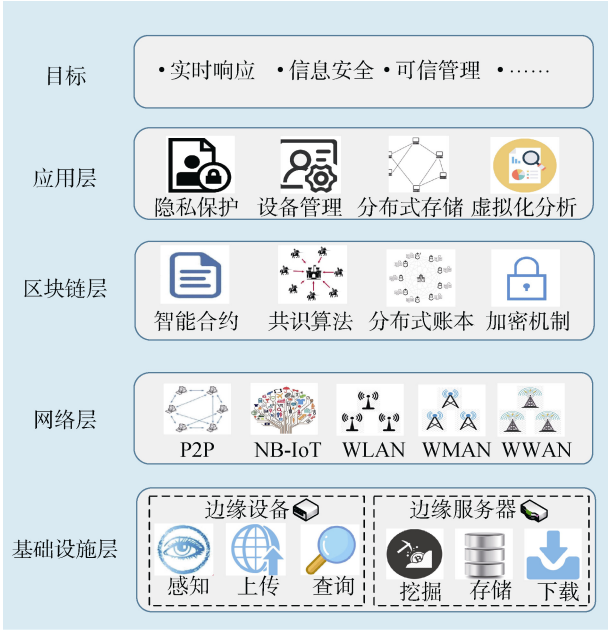 目标
•实时响应 •信息安全 •可信管理 •······
应用层
隐私保护 设备管理 分布式存储 虚拟化分析
区块链层
智能合约 共识算法 分布式账本 加密机制
网络层
P2P NB-IoT WLAN WMAN WWAN
基础设施层
边缘设备 边缘服务器
感知 上传 查询 挖掘 存储 下载